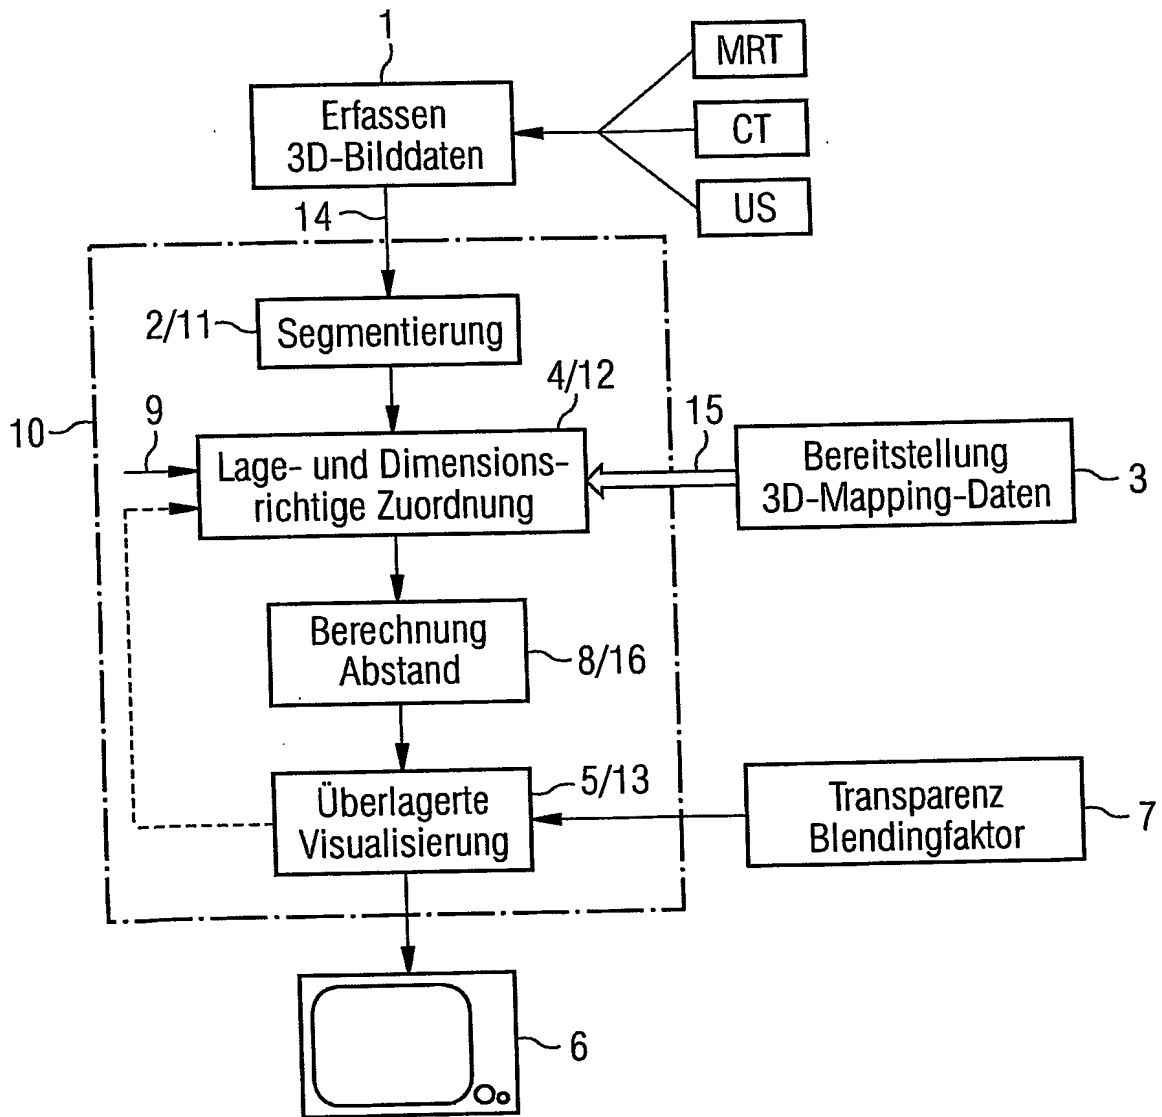 1
MRT
Erfassen
3D-Bilddaten
CT
US
14
2/11
Segmentierung
4/12
10
9
15
Lage- und Dimensions-
richtige Zuordnung
Bereitstellung
3D-Mapping-Daten
3
Berechnung
Abstand
8/16
5/13
Überlagerte
Visualisierung
Transparenz
Blendingfaktor
7
6